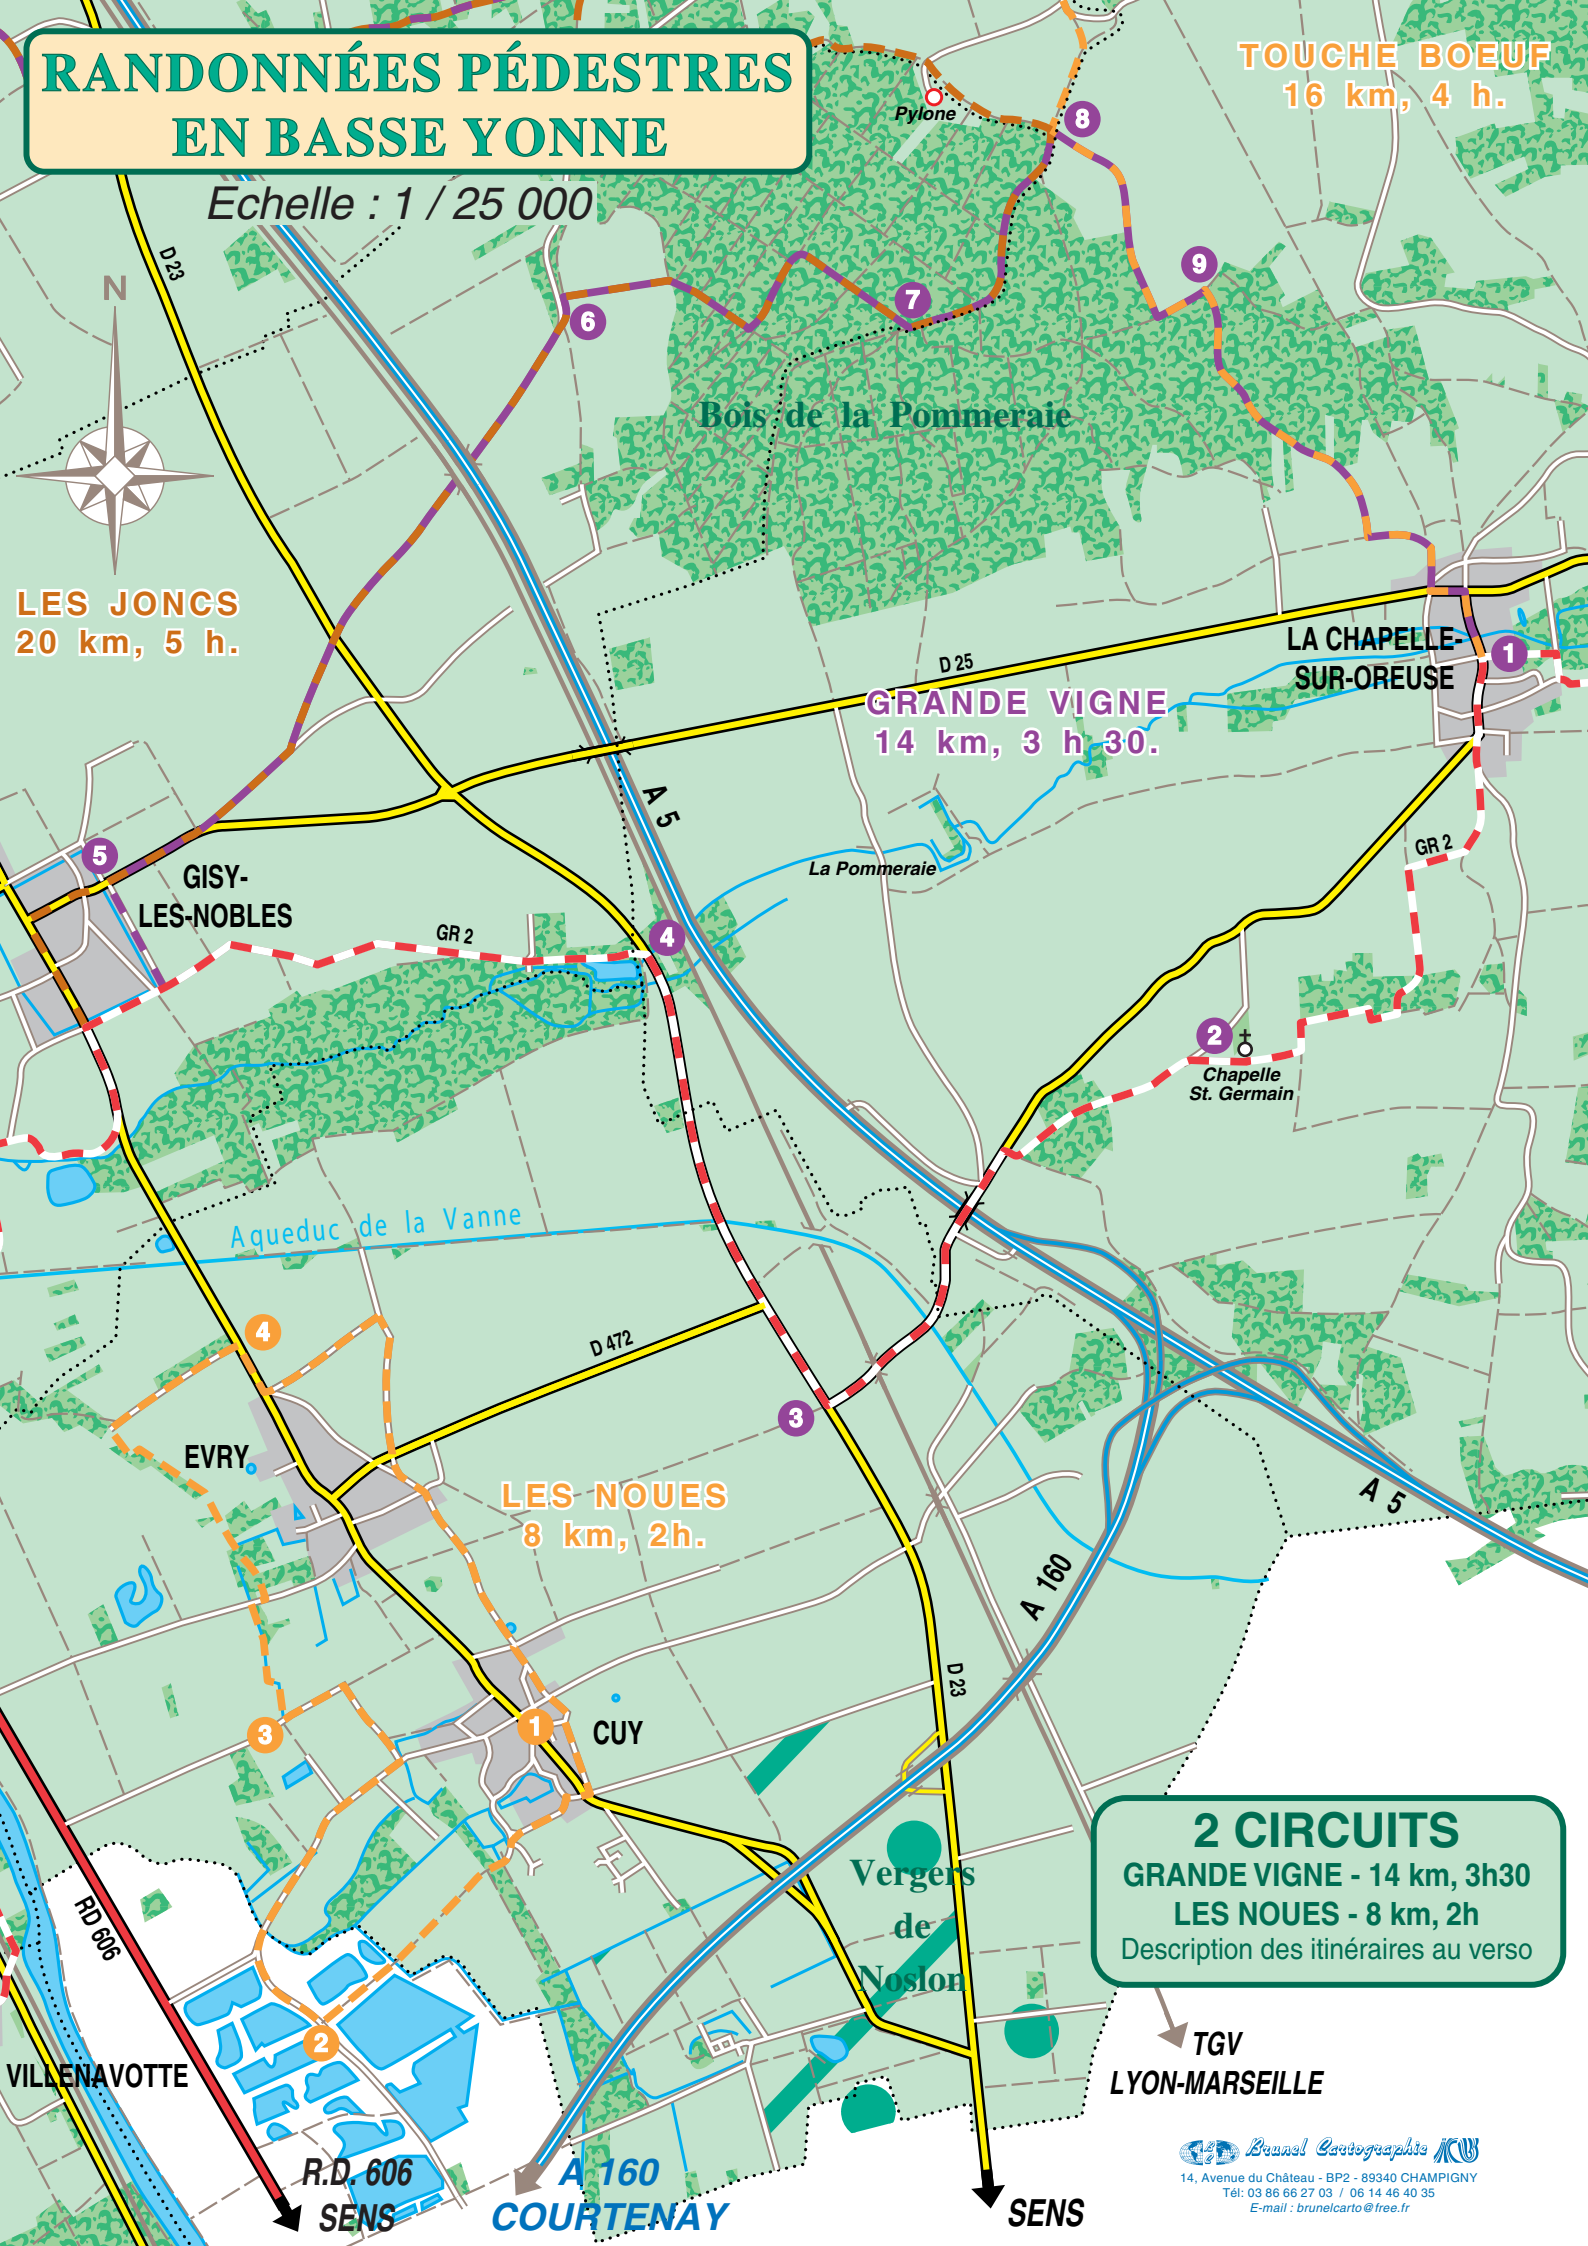 RANDONNÉES PÉDESTRES
EN BASSE YONNE
Echelle : 1 / 25 000
TOUCHE BOEUF
16 km, 4 h.
Pylone
8
D 23
N
9
7
6
Bois de la Pommeraie
LES JONCS
20 km, 5 h.
D 25
LA CHAPELLE-
SUR-OREUSE
1
GRANDE VIGNE
14 km, 3 h 30.
A 5
5
GISY-
LES-NOBLES
La Pommeraie
GR 2
GR 2
4
2
Chapelle
St. Germain
Aqueduc de la Vanne
4
D 472
3
EVRY
LES NOUES
8 km, 2h.
A 5
A 160
D 23
3
1
CUY
2 CIRCUITS
GRANDE VIGNE - 14 km, 3h30
LES NOUES - 8 km, 2h
Description des itinéraires au verso
Vergers
de
Noslon
RD 606
2
VILLENAVOTTE
TGV
LYON-MARSEILLE
R.D. 606
SENS
A 160
COURTENAY
SENS
Brunel Cartographie
14, Avenue du Château - BP2 - 89340 CHAMPIGNY
Tél: 03 86 66 27 03 / 06 14 46 40 35
E-mail : brunelcarto@free.fr